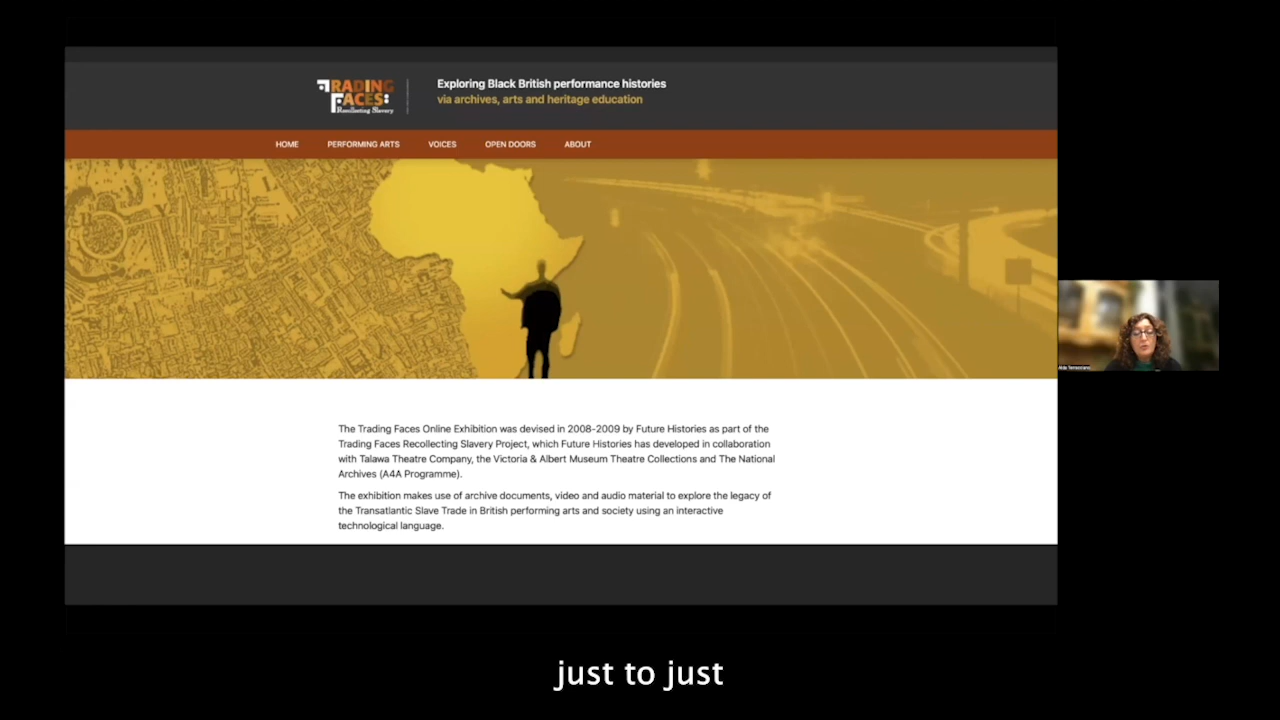 TRADING
FACES:
Recollecting Slavery
Exploring Black British performance histories
via archives, arts and heritage education
HOME PERFORMING ARTS VOICES OPEN DOORS ABOUT
The Trading Faces Online Exhibition was devised in 2008-2009 by Future Histories as part of the
Trading Faces Recollecting Slavery Project, which Future Histories has developed in collaboration
with Talawa Theatre Company, the Victoria & Albert Museum Theatre Collections and The National
Archives (A4A Programme).
The exhibition makes use of archive documents, video and audio material to explore the legacy of
the Transatlantic Slave Trade in British performing arts and society using an interactive
technological language.
just to just